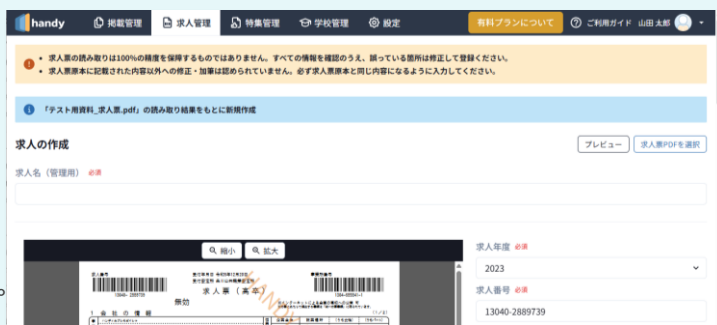 handy 掲載管理 求人管理 特集管理 学校管理 設定 有料プランについて ご利用ガイド 山田 太郎
• 求人票の読み取りは100%の精度を保障するものではありません。すべての情報を確認のうえ、誤っている箇所は修正して登録ください。
• 求人票原本に記載された内容以外への修正・加筆は認められていません。必ず求人票原本と同じ内容になるように入力してください。
「テスト用資料_求人票.pdf」の読み取り結果をもとに新規作成
求人の作成 プレビュー 求人票PDFを選択
求人名（管理用） 必須
縮小 拡大
求人年度 必須
2023
求人番号 必須
13040-2889739
求人票（高卒）
無効
1 会社の情報
HAND